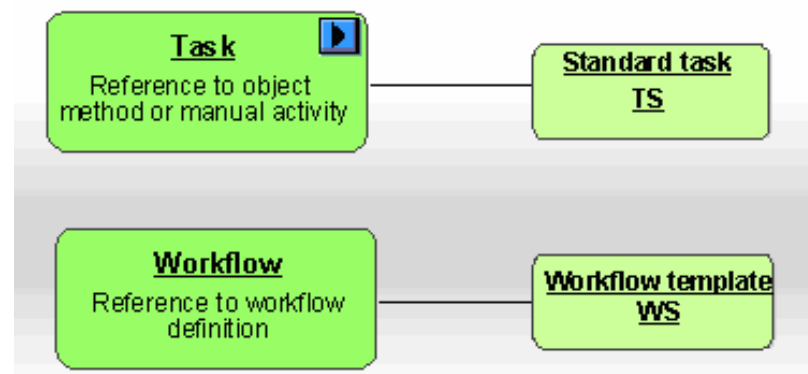 Task
Reference to object
method or manual activity
Standard task
TS
Workflow
Reference to workflow
definition
Workflow template
WS